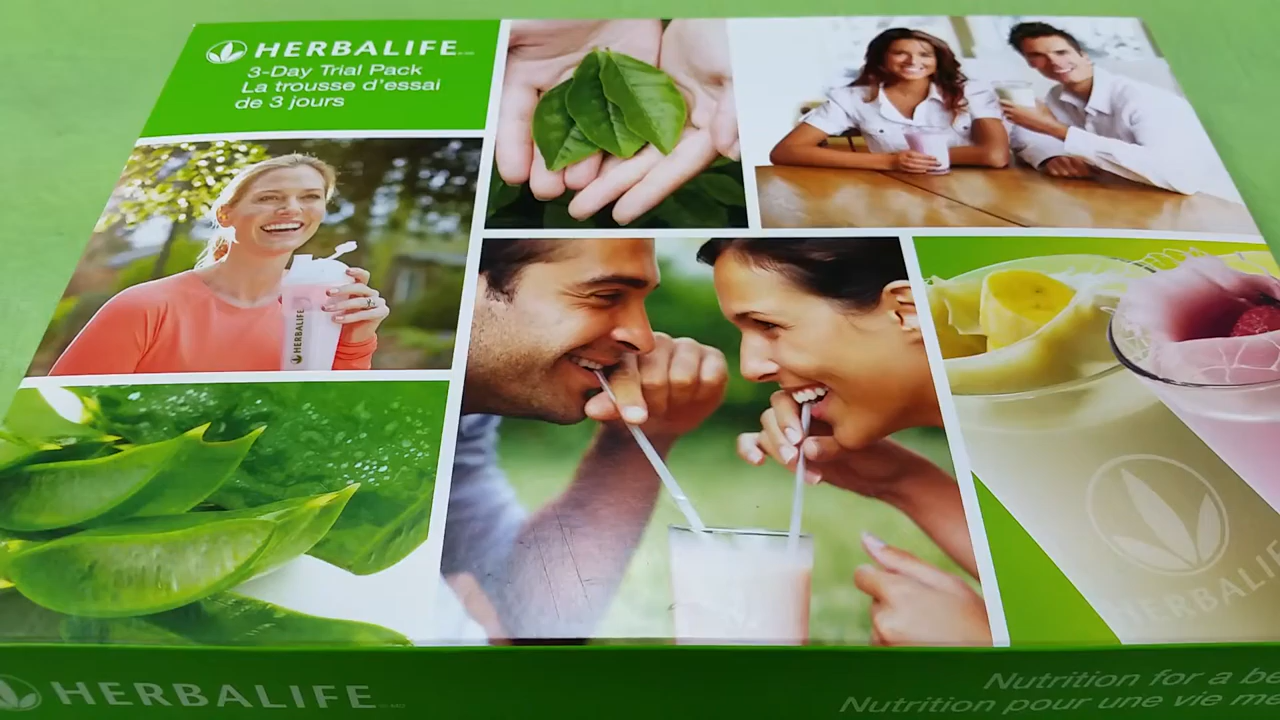 HERBALIFE
3-Day Trial Pack
La trousse d'essai
de 3 jours
HERBALIFE
HERBALIFE
HERBALIFE
Nutrition for a be
Nutrition pour une vie me